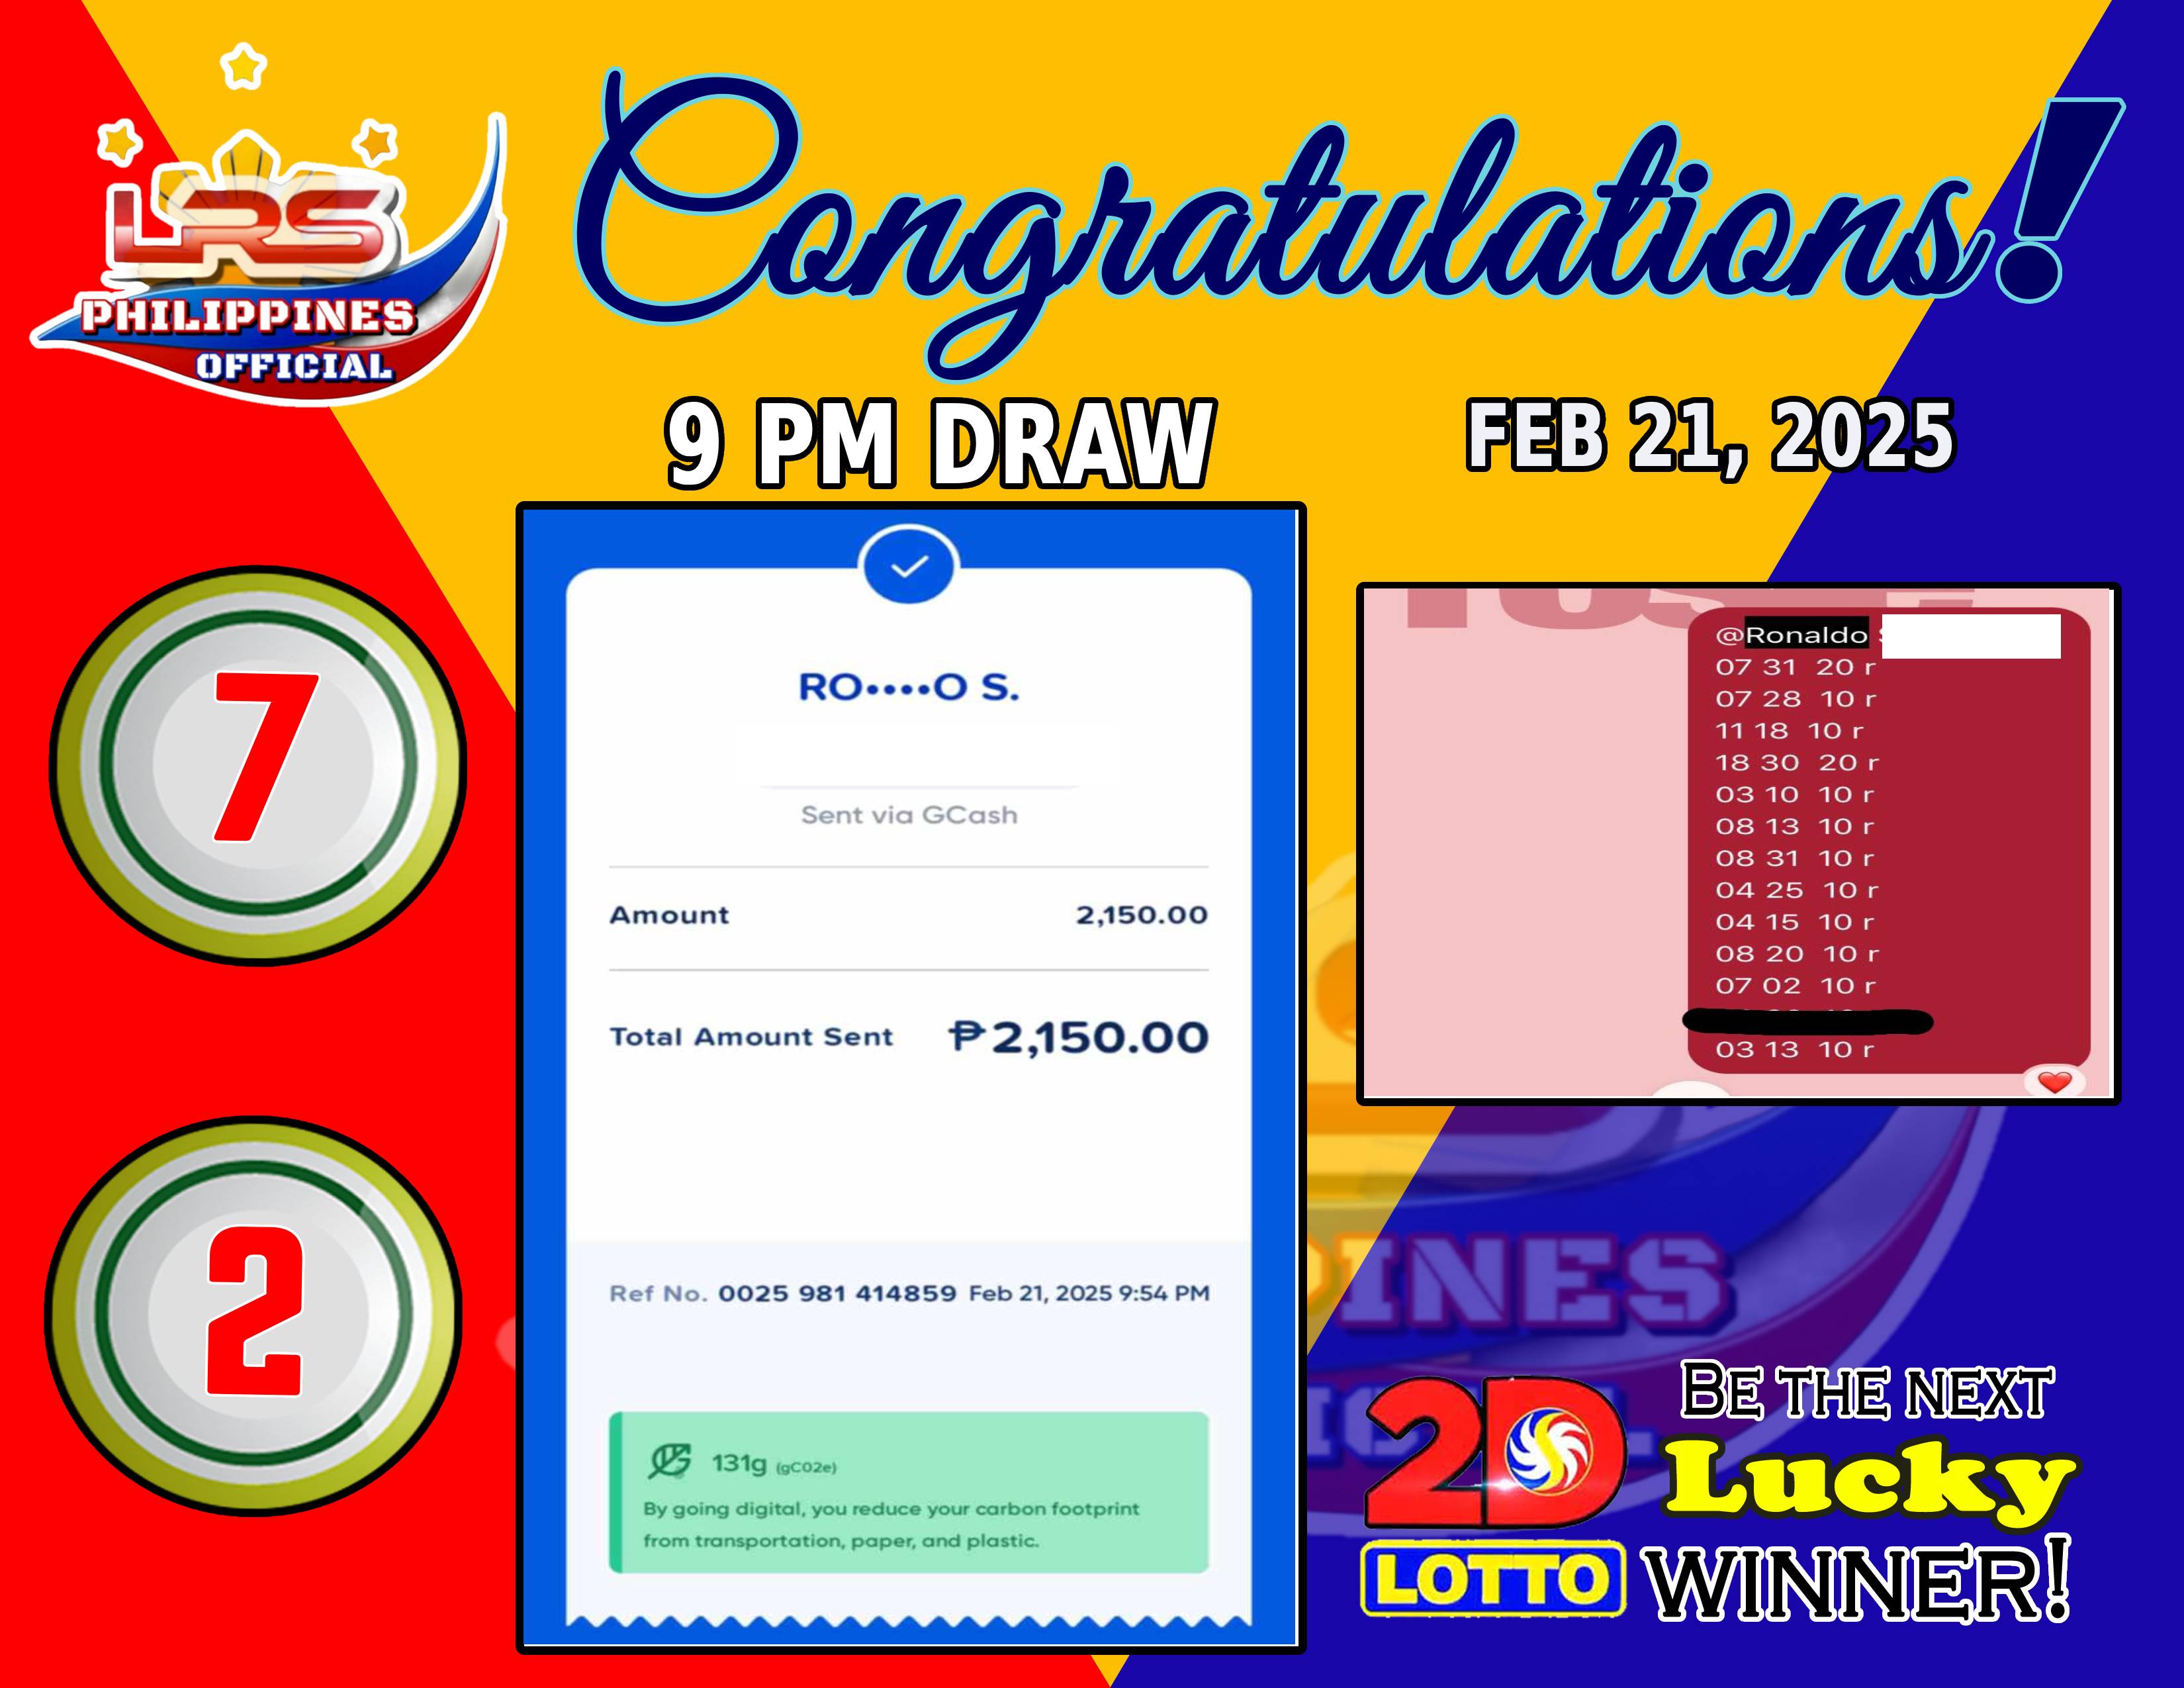 LRS
PHILIPPINES
OFFICIAL
Congratulations!
9 PM DRAW
FEB 21, 2025
7
2
RO••••O S.
Sent via GCash
Amount 2,150.00
Total Amount Sent ₱2,150.00
Ref No. 0025 981 414859 Feb 21, 2025 9:54 PM
131g (gCO2e)
By going digital, you reduce your carbon footprint
from transportation, paper, and plastic.
@Ronaldo
07 31 20 r
07 28 10 r
11 18 10 r
18 30 20 r
03 10 10 r
08 13 10 r
08 31 10 r
04 25 10 r
04 15 10 r
08 20 10 r
07 02 10 r
03 13 10 r
PINES
2D
LOTTO
BE THE NEXT
Lucky
WINNER!